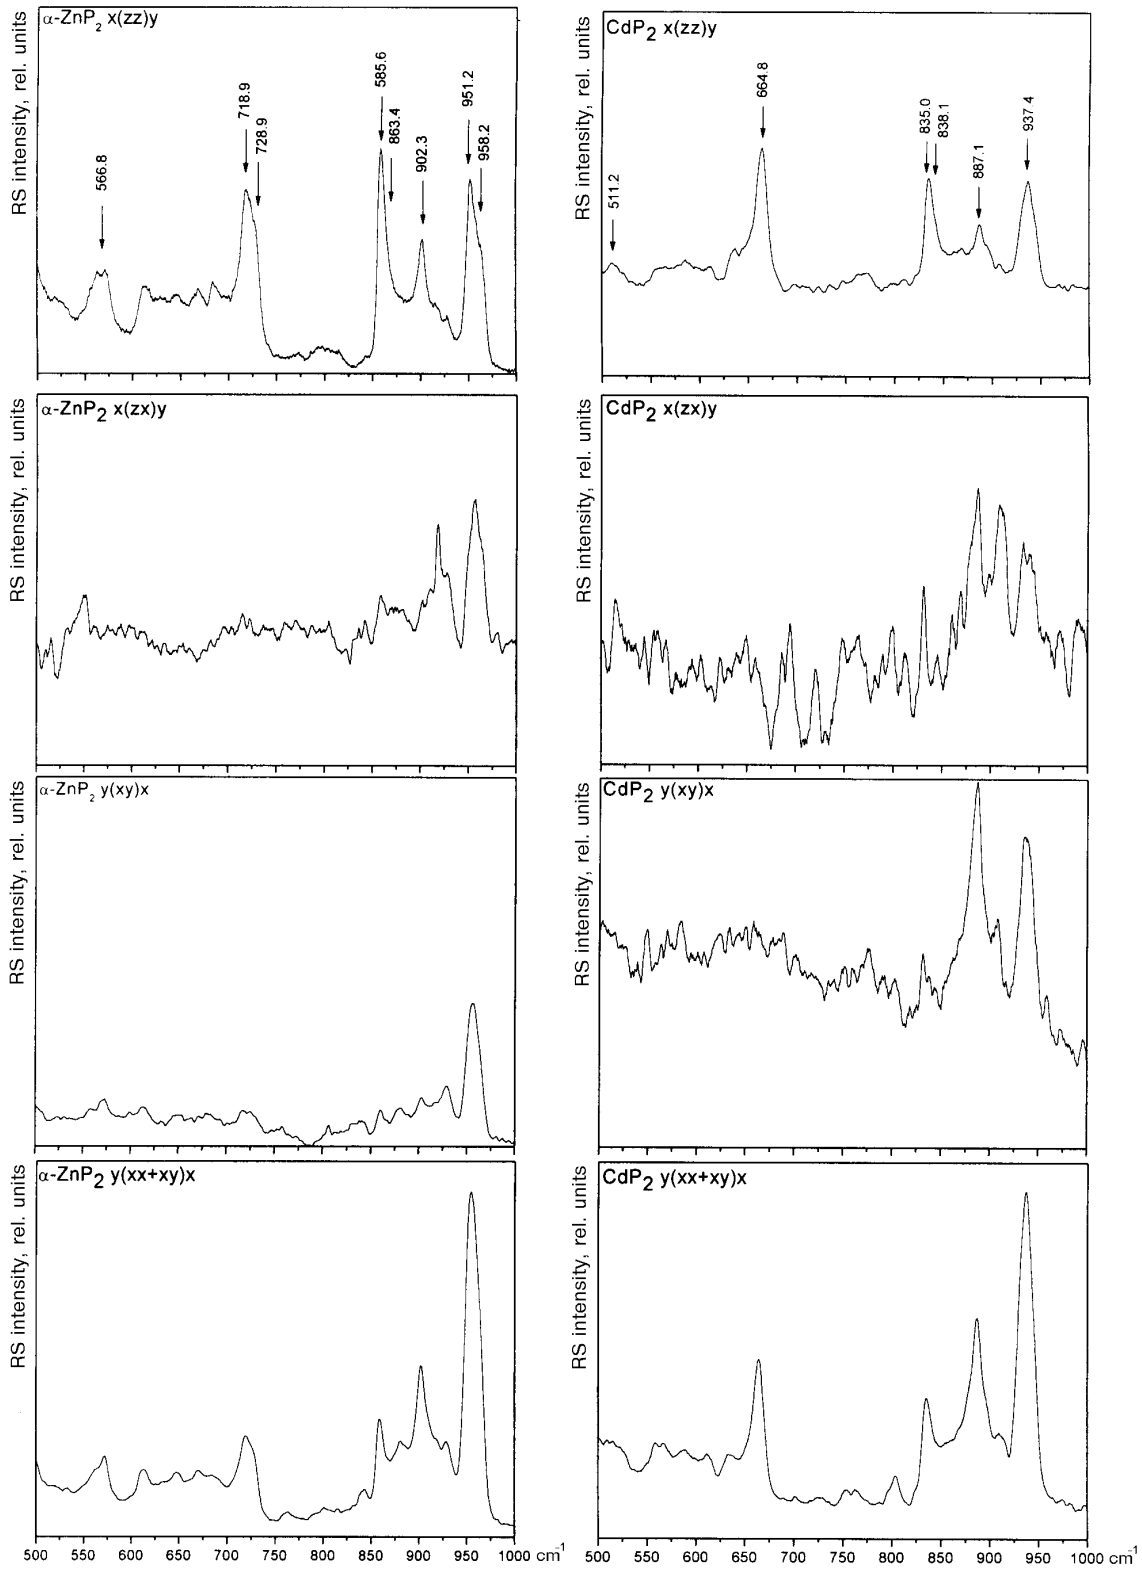 α-ZnP2 x(zz)y
RS intensity, rel. units
566.8
718.9
728.9
585.6
863.4
902.3
951.2
958.2
CdP2 x(zz)y
RS intensity, rel. units
511.2
664.8
835.0
838.1
887.1
937.4
α-ZnP2 x(zx)y
RS intensity, rel. units
CdP2 x(zx)y
RS intensity, rel. units
α-ZnP2 y(xy)x
RS intensity, rel. units
CdP2 y(xy)x
RS intensity, rel. units
α-ZnP2 y(xx+xy)x
RS intensity, rel. units
500 550 600 650 700 750 800 850 900 950 1000 cm-1
CdP2 y(xx+xy)x
RS intensity, rel. units
500 550 600 650 700 750 800 850 900 950 1000 cm-1